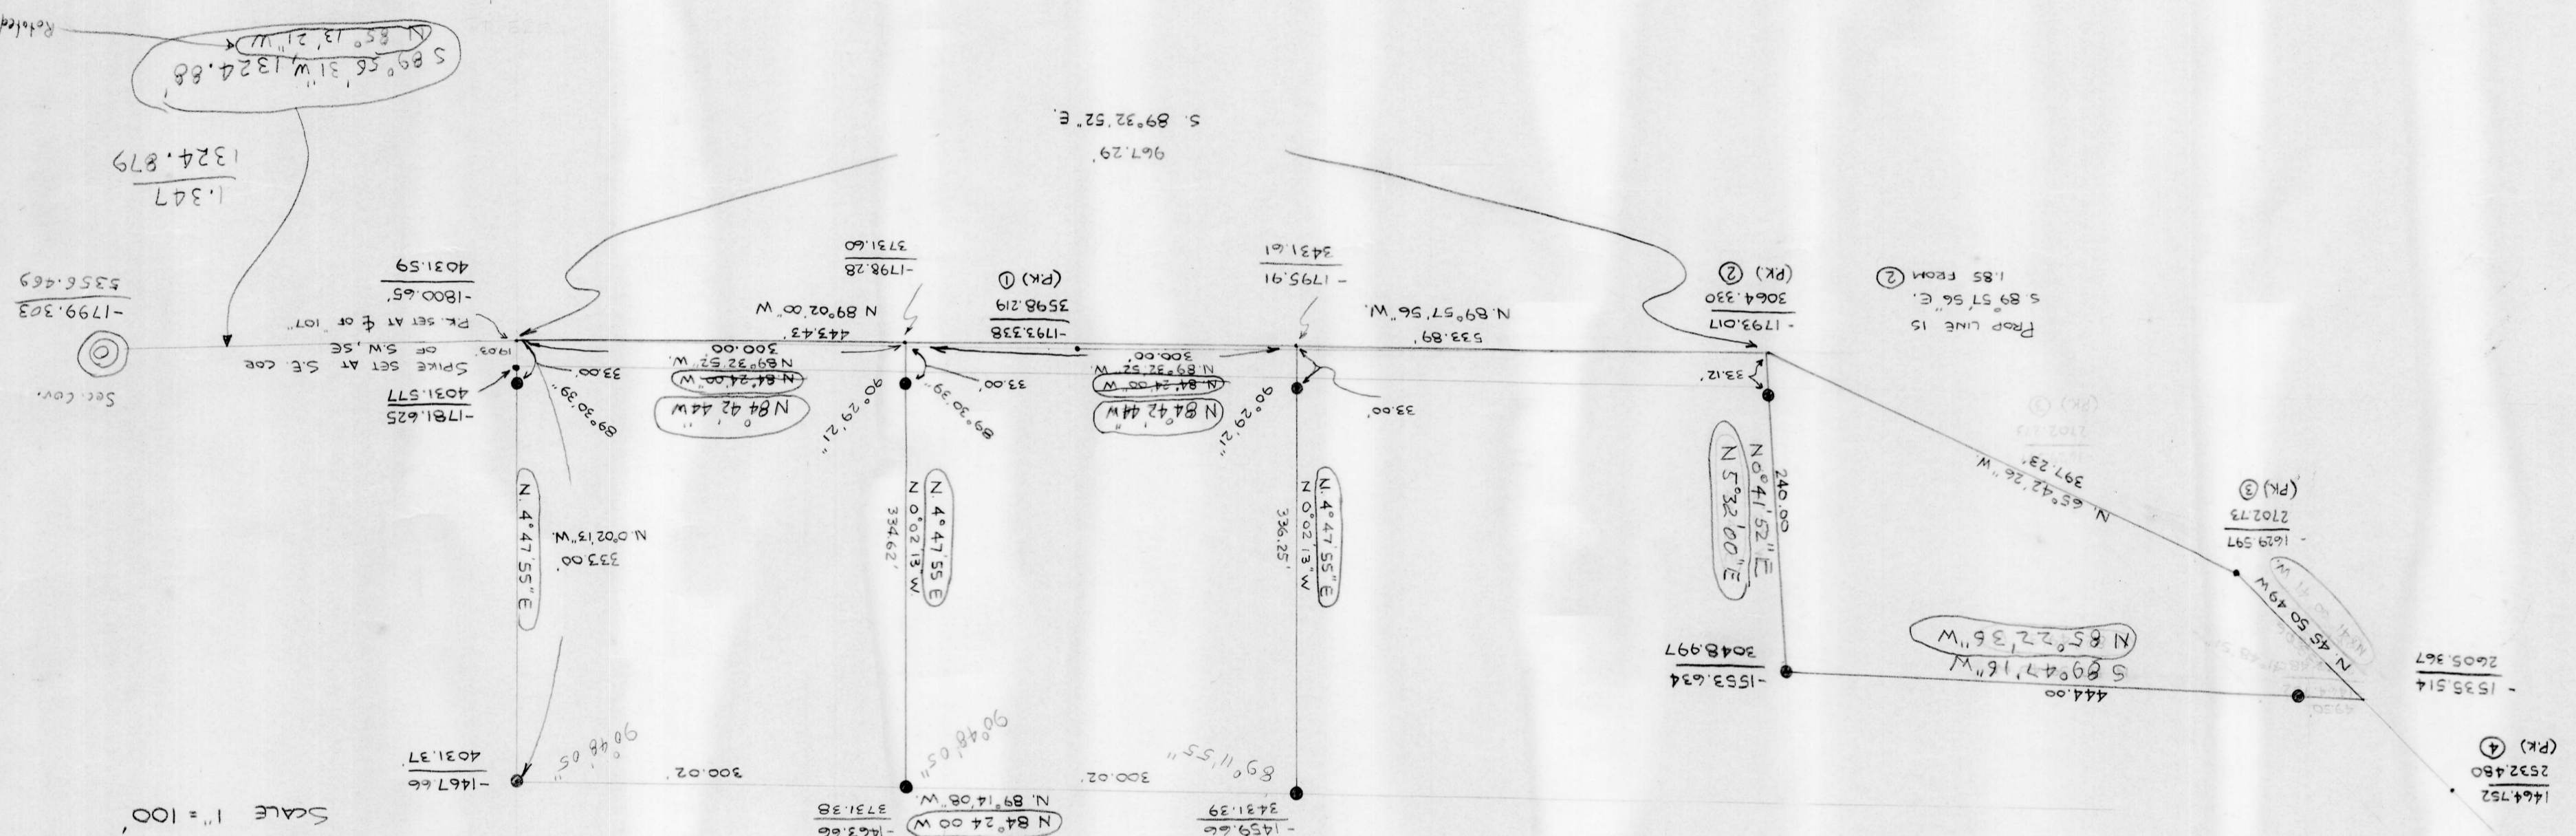 SCALE 1" = 100'
1464.752
2532.480
(P.K.) ④
-1459.66
3431.39
N 84° 24 00 W
N. 89°14'08" W.
-1463.66
3731.38
300.02'
300.02'
89° 11' 55"
90° 48' 05"
90° 48' 05"
-1467.66
4031.37
-1535.514
2605.367
444.00
S 89° 47' 16" W
N 85° 22' 36" W
-1553.634
3048.997
N. 45 50 49 W
-1629.597
2702.73
(PK) ③
397.23'
N. 65° 42' 26" W.
240.00
N 0° 41' 52" E
N 5° 32' 00" E
336.25'
N 0° 02' 13" W
N. 4° 47' 55" E
334.62'
N 0° 02' 13" W.
N. 4° 47' 55 E
333.00'
N. 0° 02' 13" W.
N. 4° 47' 55" E
33.12'
33.00'
90° 29' 21"
N 84° 42' 44" W
N. 84° 24' 00" W
N. 89° 32' 52" W.
300.00'
33.00'
89° 30' 39"
90° 29' 21"
N 84° 42' 44 W
N. 84° 24' 00" W
N 89° 32' 52" W.
300.00
33.00'
89° 30' 39"
-1781.625
4031.577
SPIKE SET AT S.E. COR
OF S.W, SE
19.03'
P.K. SET AT ℄ OF "107"
-1800.65'
4031.59
Sec. Cor.
-1799.303
5356.469
PROP LINE IS
S. 89° 57' 56" E.
1.85 FROM ②
-1793.017
3064.330
(P.K.) ②
533.89'
N. 89° 57' 56" W.
-1795.91
3431.61
-1793.338
3598.219
(P.K.) ①
443.43'
N 89° 02' 00" W
-1798.28
3731.60
967.29'
S. 89° 32' 52" E.
1.347
1324.879
S 89° 56' 31" W, 1324.88'
N 85° 13' 21" W
Rotated
(PK) ③